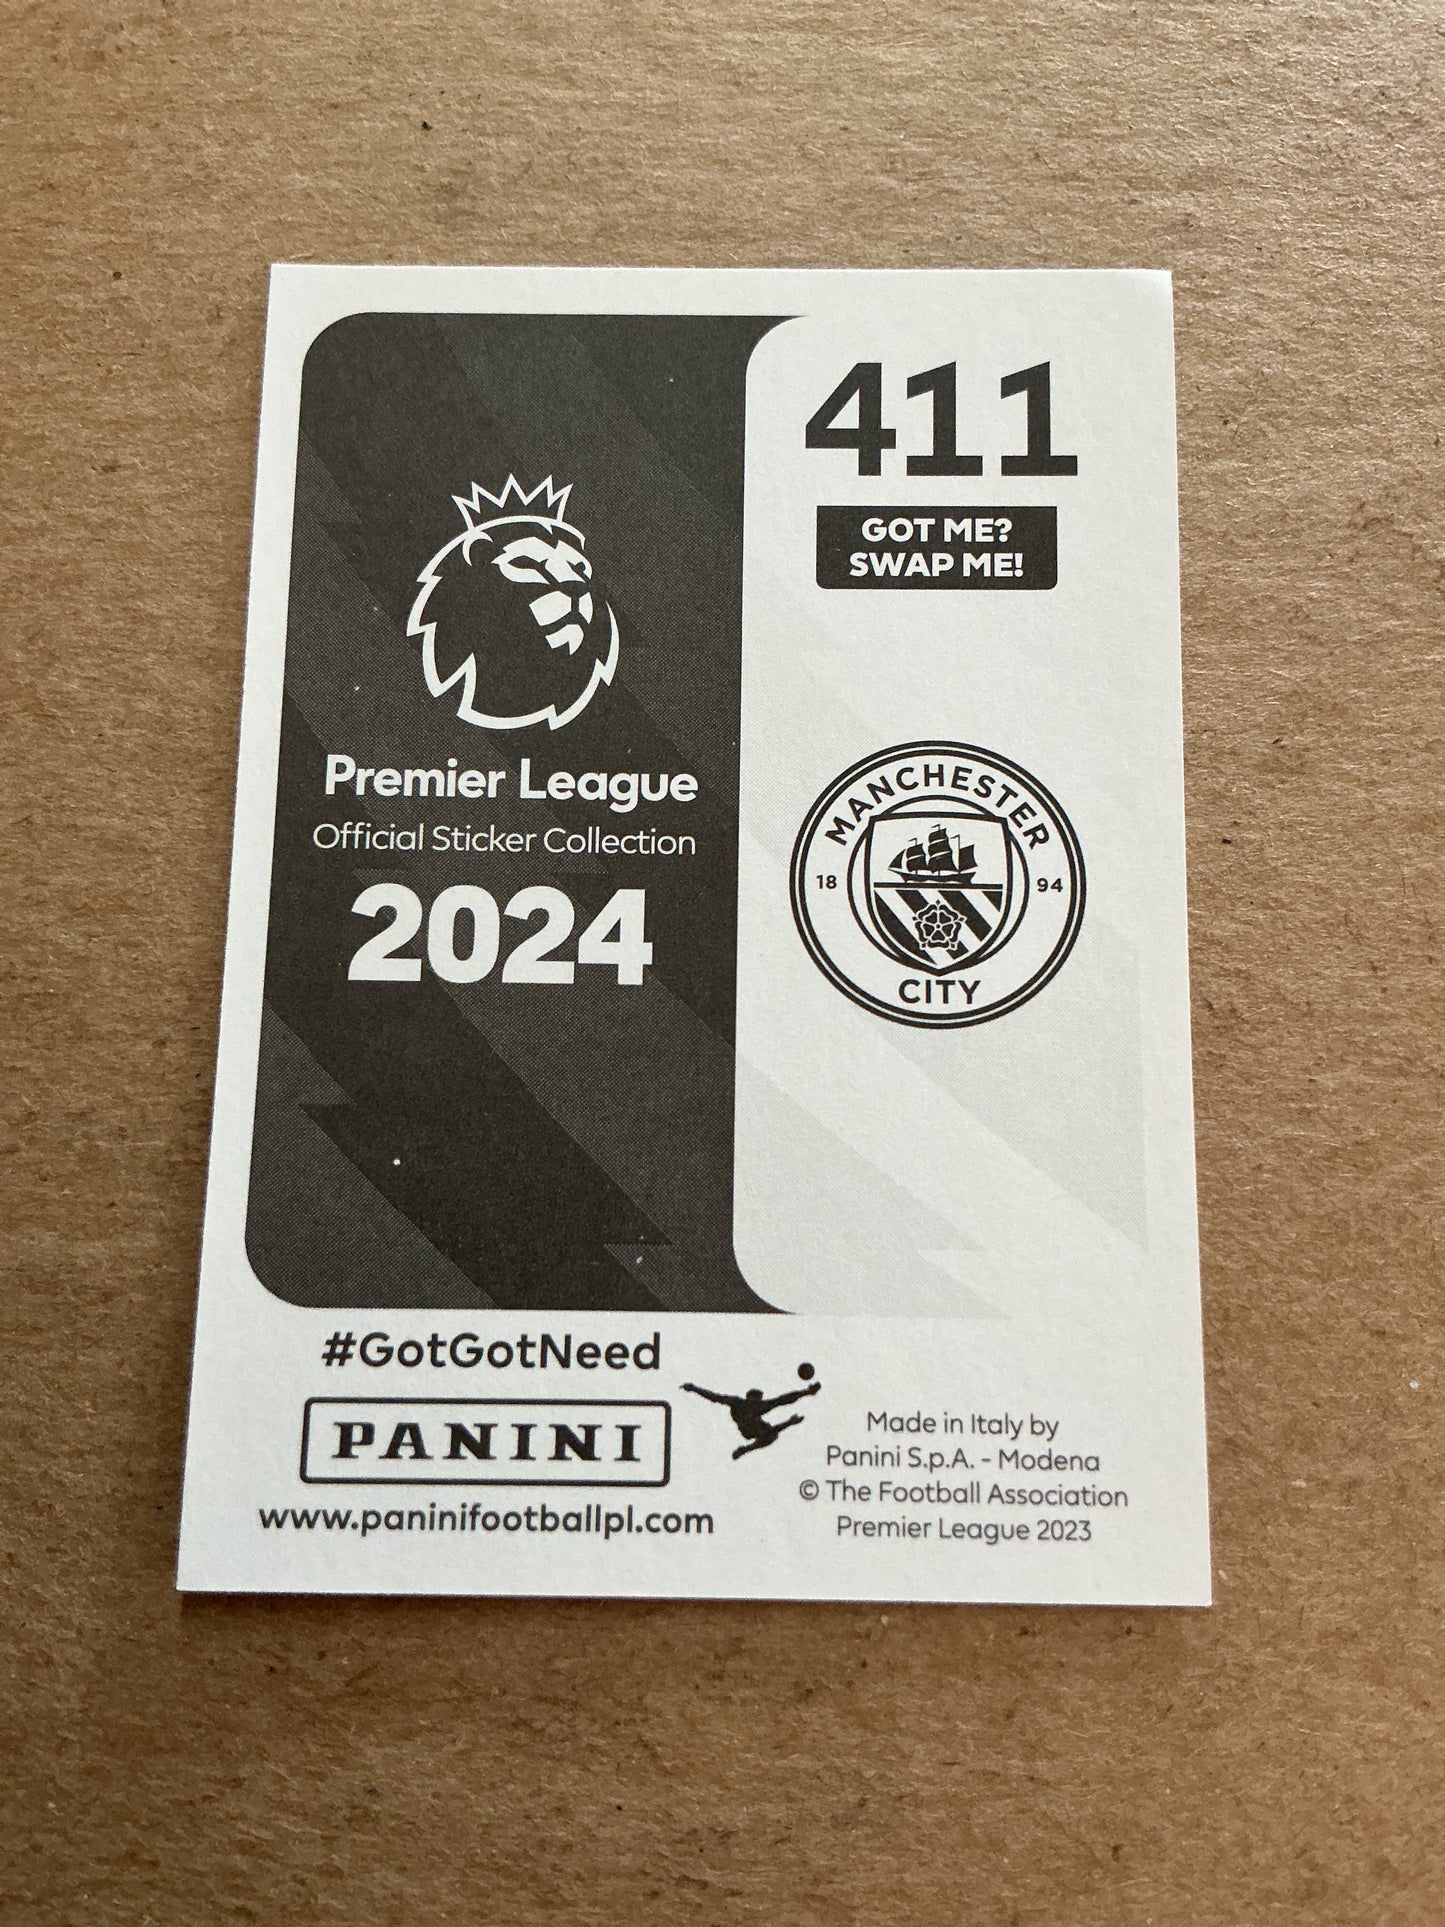 411
GOT ME?
SWAP ME!
Premier League
Official Sticker Collection
2024
MANCHESTER
18 94
CITY
#GotGotNeed
PANINI
www.paninifootballpl.com
Made in Italy by
Panini S.p.A. - Modena
© The Football Association
Premier League 2023